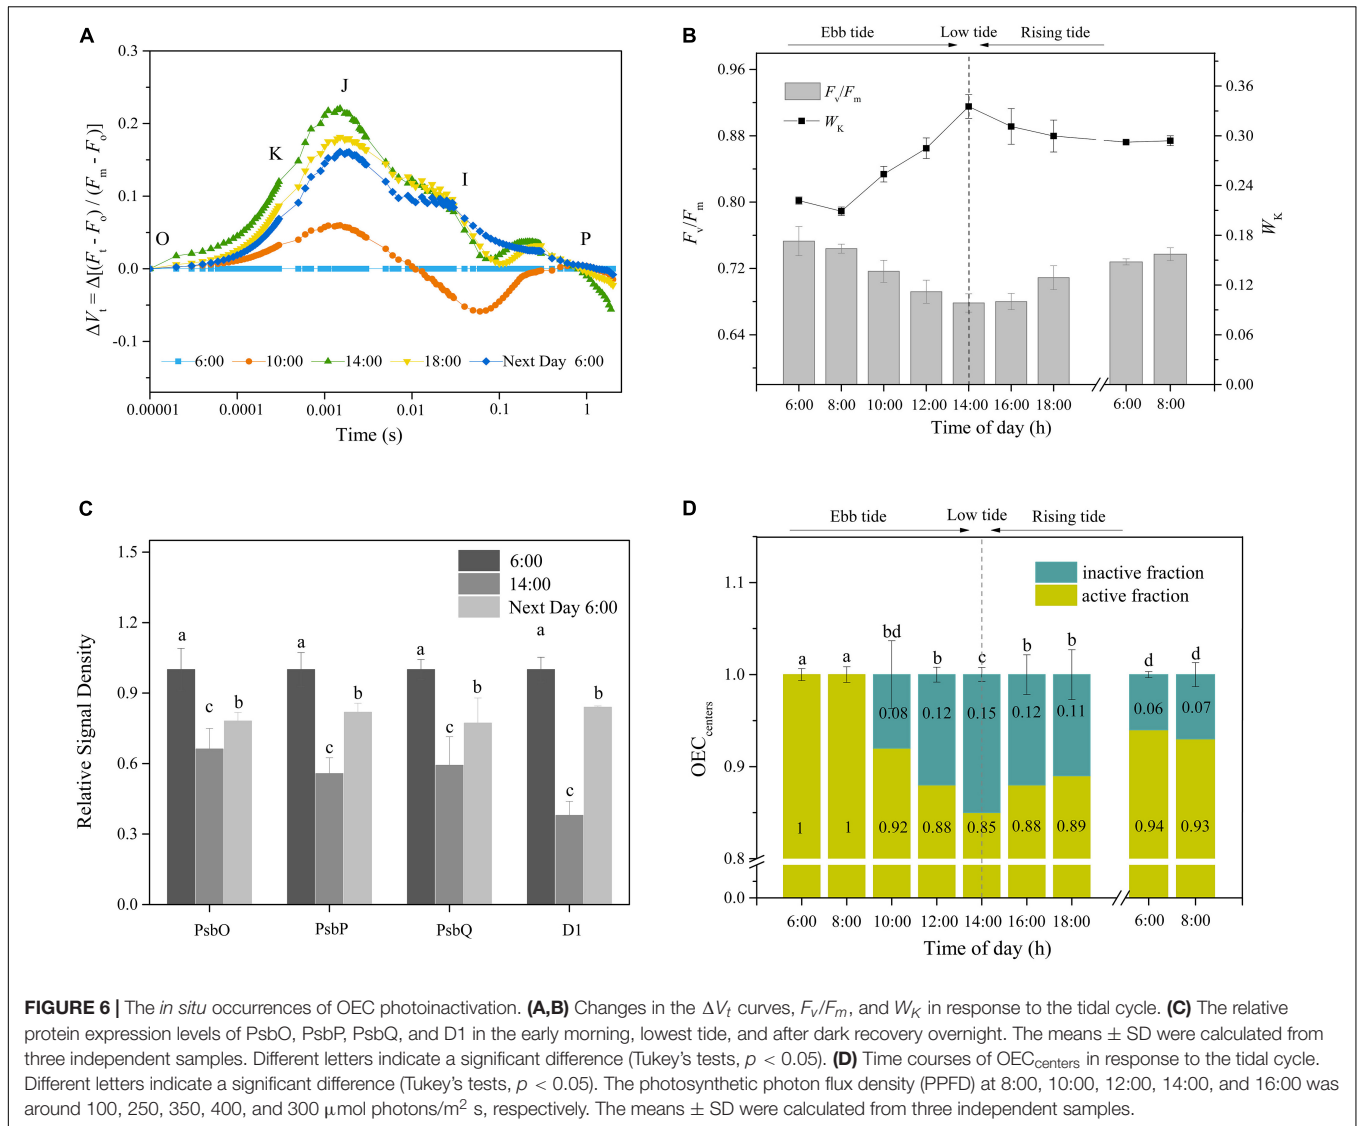 A
0.3
0.2
0.1
0.0
-0.1
ΔVt = Δ[(Ft - Fo) / (Fm - Fo)]
O
K
J
I
P
6:00
10:00
14:00
18:00
Next Day 6:00
0.00001
0.0001
0.001
0.01
0.1
1
Time (s)
B
Ebb tide
Low tide
Rising tide
0.96
0.88
0.80
0.72
0.64
Fv/Fm
Fv/Fm
WK
0.36
0.30
0.24
0.18
0.12
0.06
0.00
WK
6:00
8:00
10:00
12:00
14:00
16:00
18:00
6:00
8:00
Time of day (h)
C
1.5
1.2
0.9
0.6
0.3
0.0
Relative Signal Density
6:00
14:00
Next Day 6:00
a
c
b
a
c
b
a
c
b
a
c
b
PsbO
PsbP
PsbQ
D1
D
Ebb tide
Low tide
Rising tide
1.1
1.0
0.9
0.8
0.0
OECcenters
inactive fraction
active fraction
a
a
bd
b
c
b
b
d
d
0.08
0.12
0.15
0.12
0.11
0.06
0.07
1
1
0.92
0.88
0.85
0.88
0.89
0.94
0.93
6:00
8:00
10:00
12:00
14:00
16:00
18:00
6:00
8:00
Time of day (h)
FIGURE 6 | The in situ occurrences of OEC photoinactivation. (A,B) Changes in the ΔVt curves, Fv/Fm, and WK in response to the tidal cycle. (C) The relative
protein expression levels of PsbO, PsbP, PsbQ, and D1 in the early morning, lowest tide, and after dark recovery overnight. The means ± SD were calculated from
three independent samples. Different letters indicate a significant difference (Tukey's tests, p < 0.05). (D) Time courses of OECcenters in response to the tidal cycle.
Different letters indicate a significant difference (Tukey's tests, p < 0.05). The photosynthetic photon flux density (PPFD) at 8:00, 10:00, 12:00, 14:00, and 16:00 was
around 100, 250, 350, 400, and 300 μmol photons/m² s, respectively. The means ± SD were calculated from three independent samples.